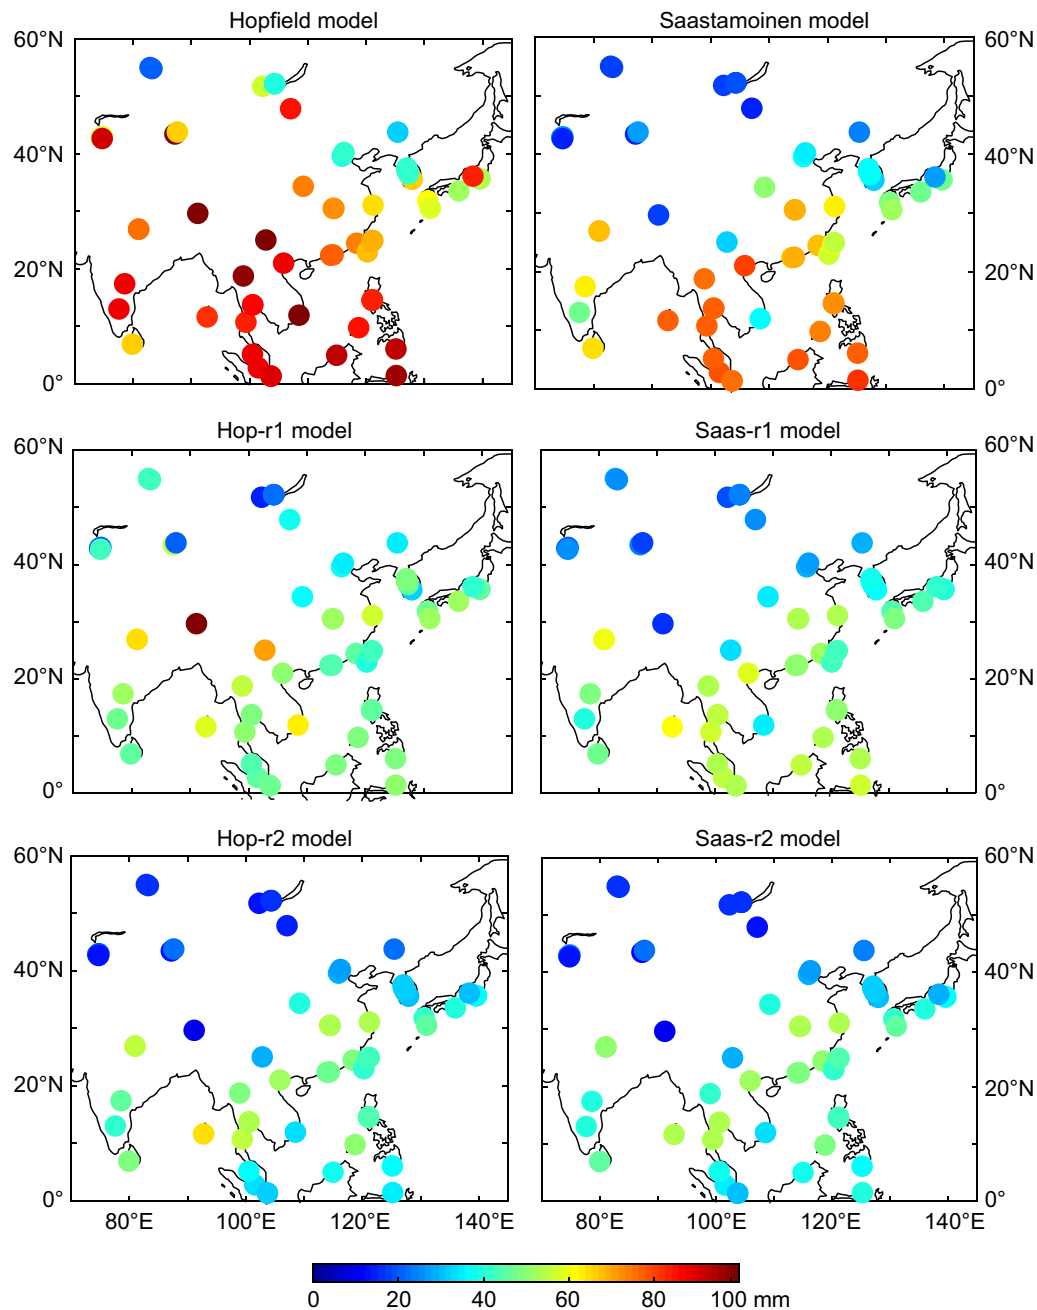 Hopfield model
Saastamoinen model
60°N
60°N
40°N
40°N
20°N
20°N
0°
0°
Hop-r1 model
Saas-r1 model
60°N
60°N
40°N
40°N
20°N
20°N
0°
0°
Hop-r2 model
Saas-r2 model
60°N
60°N
40°N
40°N
20°N
20°N
0°
0°
80°E 100°E 120°E 140°E 80°E 100°E 120°E 140°E
0 20 40 60 80 100 mm